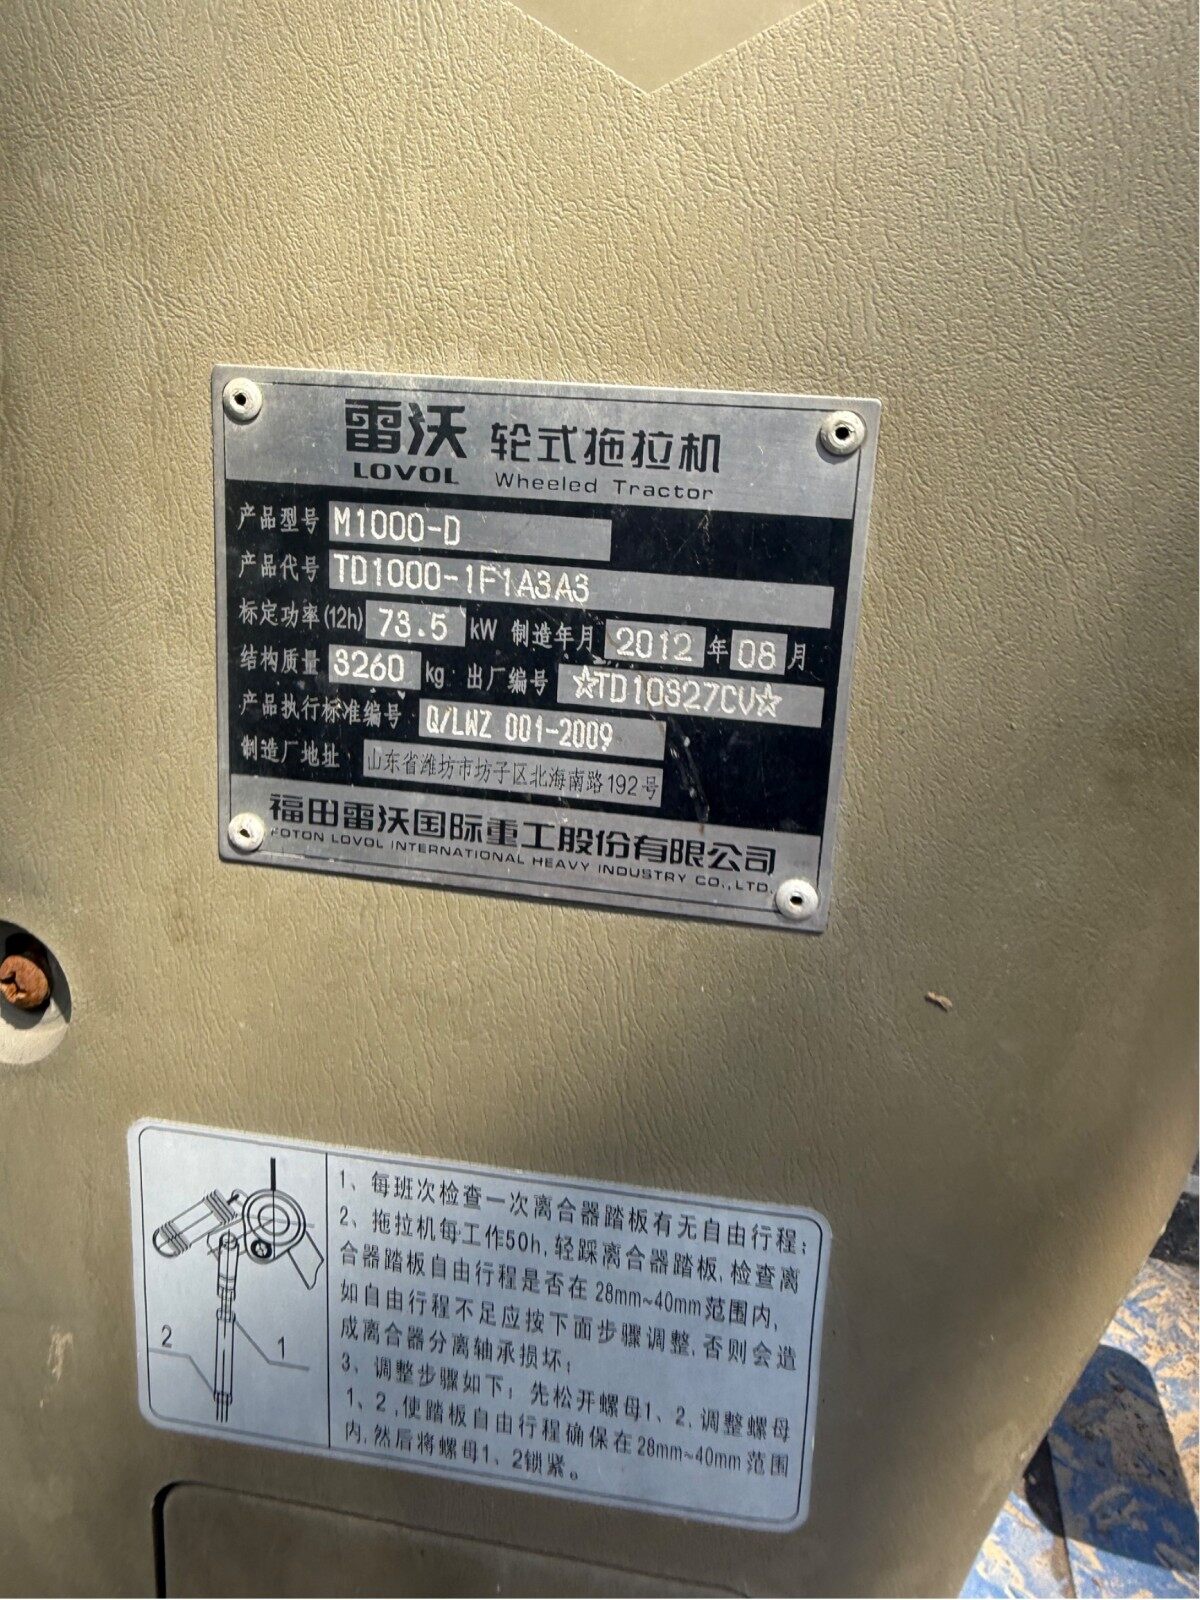 雷沃 轮式拖拉机
LOVOL Wheeled Tractor
产品型号 M1000-D
产品代号 TD1000-1F1A3A3
标定功率(12h) 73.5 kW 制造年月 2012 年 08 月
结构质量 3260 kg 出厂编号 ☆TD10327CV☆
产品执行标准编号 Q/LWZ 001-2009
制造厂地址 山东省潍坊市坊子区北海南路192号
福田雷沃国际重工股份有限公司
FOTON LOVOL INTERNATIONAL HEAVY INDUSTRY CO.,LTD.
2 1
1、每班次检查一次离合器踏板有无自由行程；
2、拖拉机每工作50h,轻踩离合器踏板,检查离
合器踏板自由行程是否在28mm~40mm范围内,
如自由行程不足应按下面步骤调整,否则会造
成离合器分离轴承损坏；
3、调整步骤如下：先松开螺母1、2,调整螺母
1、2,使踏板自由行程确保在28mm~40mm范围
内,然后将螺母1、2锁紧。